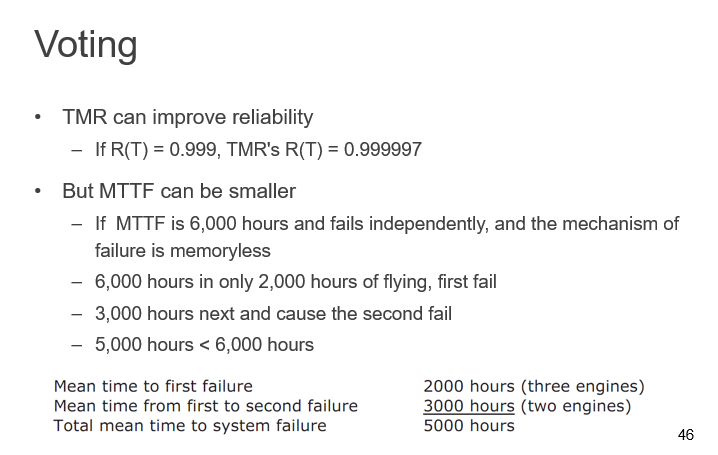 Voting
• TMR can improve reliability
– If R(T) = 0.999, TMR's R(T) = 0.999997
• But MTTF can be smaller
– If MTTF is 6,000 hours and fails independently, and the mechanism of
failure is memoryless
– 6,000 hours in only 2,000 hours of flying, first fail
– 3,000 hours next and cause the second fail
– 5,000 hours < 6,000 hours
Mean time to first failure 2000 hours (three engines)
Mean time from first to second failure 3000 hours (two engines)
Total mean time to system failure 5000 hours
46